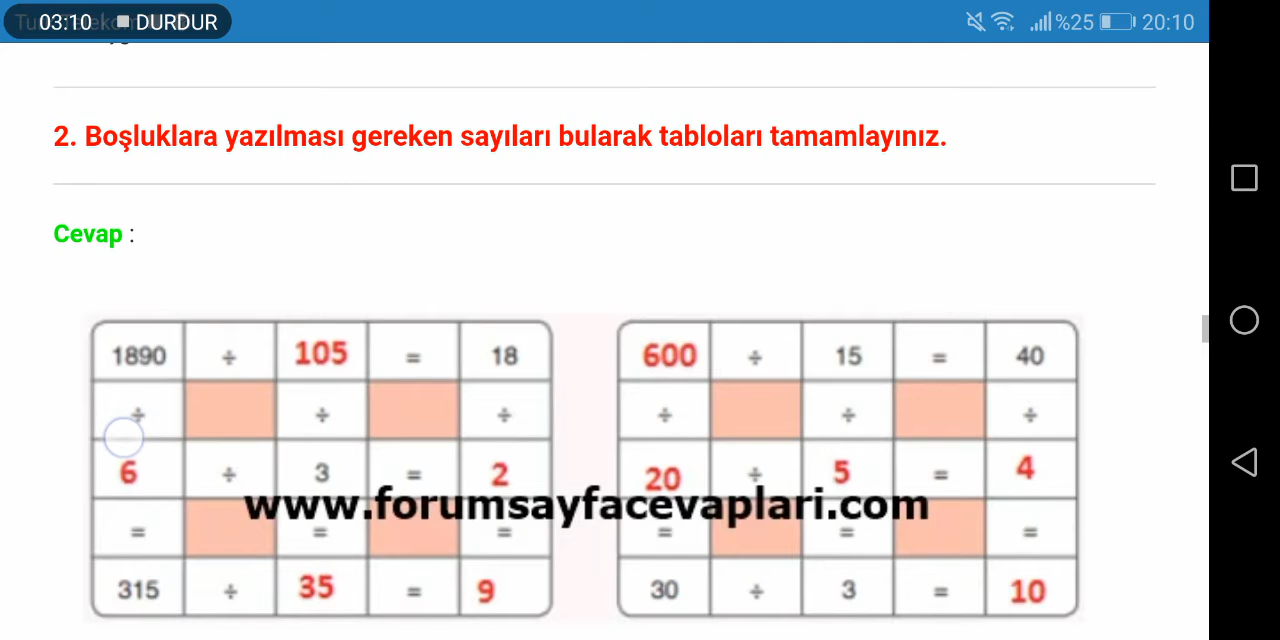 03:10 DURDUR %25 20:10
2. Boşluklara yazılması gereken sayıları bularak tabloları tamamlayınız.
Cevap :
1890 ÷ 105 = 18 600 ÷ 15 = 40
÷ ÷ ÷ ÷ ÷ ÷
6 ÷ 3 = 2 20 ÷ 5 = 4
www.forumsayfacevaplari.com
= = = = = =
315 ÷ 35 = 9 30 ÷ 3 = 10